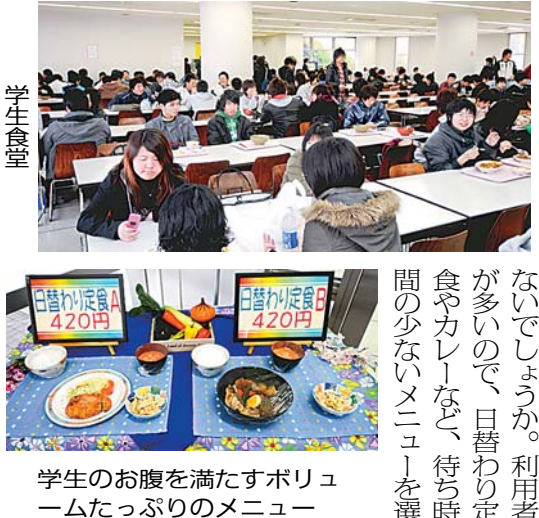 学生食堂
日替わり定食A
420円
日替わり定食B
420円
学生のお腹を満たすボリュ
ームたっぷりのメニュー
ないでしょうか。利用者
が多いので、日替わり定
食やカレーなど、待ち時
間の少ないメニューを選